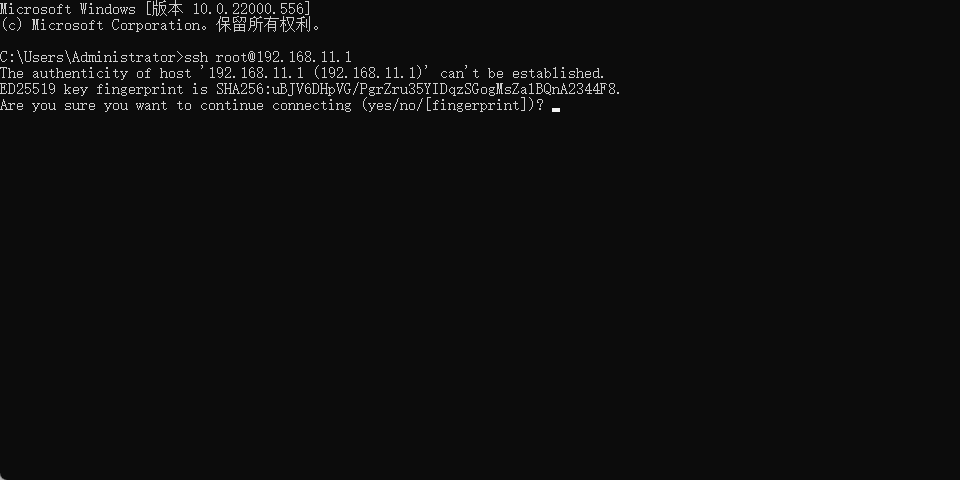 Microsoft Windows [版本 10.0.22000.556]
(c) Microsoft Corporation。保留所有权利。
C:\Users\Administrator>ssh root@192.168.11.1
The authenticity of host '192.168.11.1 (192.168.11.1)' can't be established.
ED25519 key fingerprint is SHA256:uBJV6DHpVG/PgrZru35YIDqzSGogMsZa1BQnA2344F8.
Are you sure you want to continue connecting (yes/no/[fingerprint])?